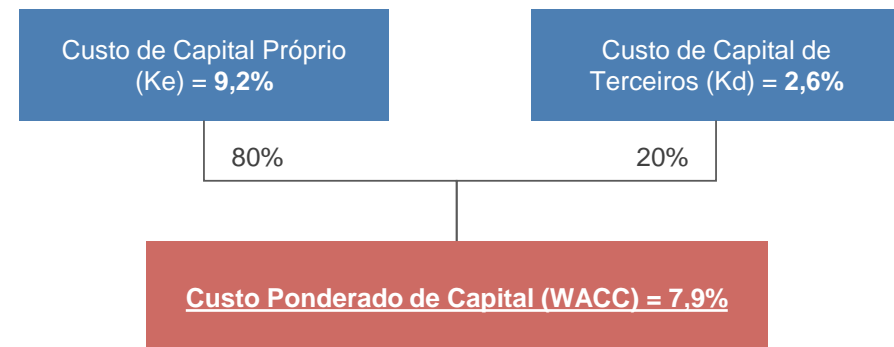 Custo de Capital Próprio
(Ke) = 9,2%
Custo de Capital de
Terceiros (Kd) = 2,6%
80%
20%
Custo Ponderado de Capital (WACC) = 7,9%